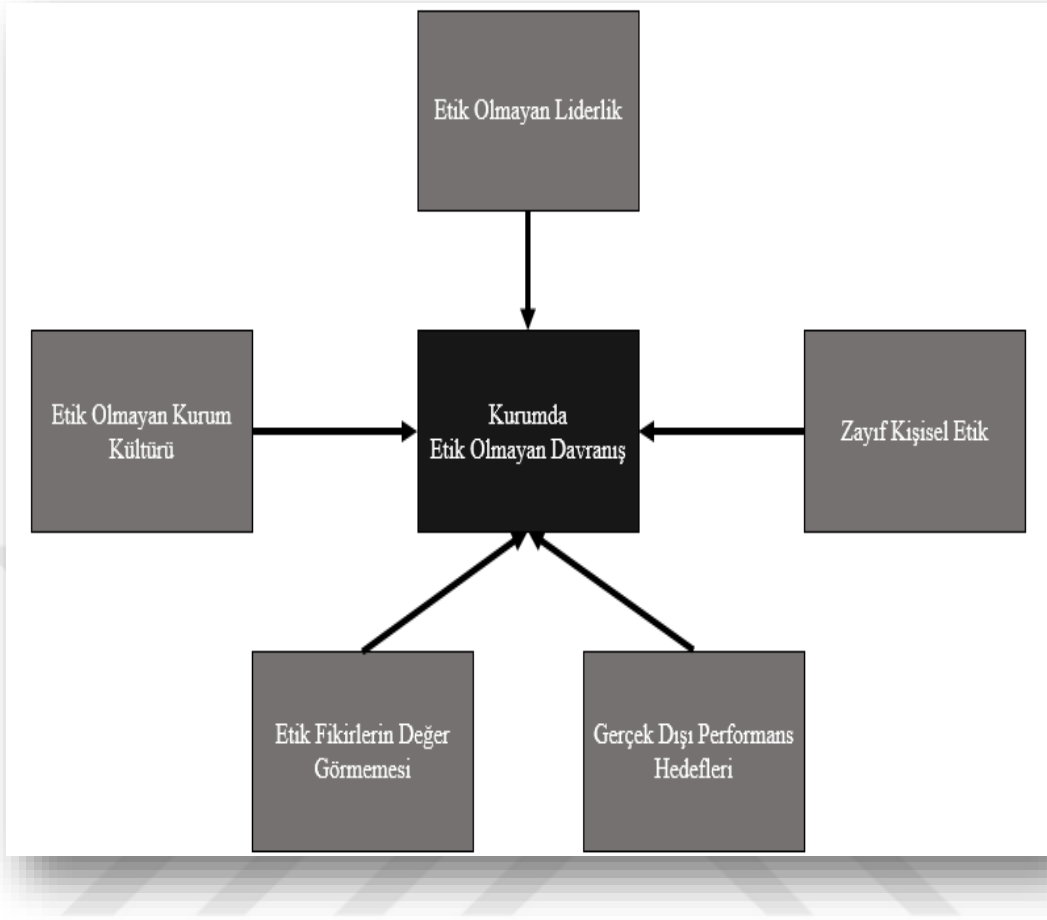 Etik Olmayan Liderlik
Etik Olmayan Kurum
Kültürü
Kurumda
Etik Olmayan Davranış
Zayıf Kişisel Etik
Etik Fikirlerin Değer
Görmemesi
Gerçek Dışı Performans
Hedefleri